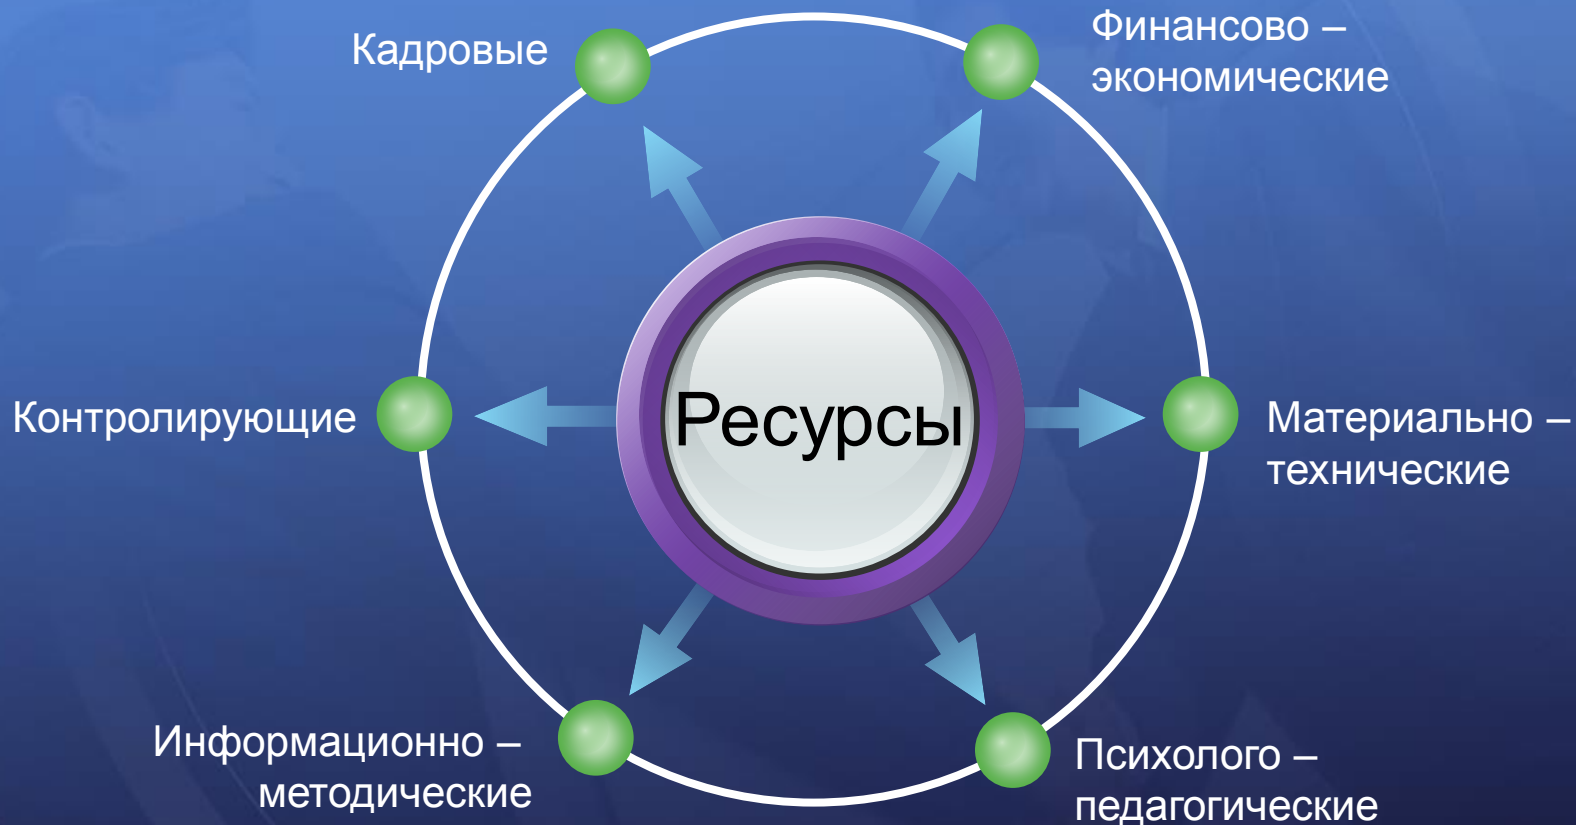 Кадровые
Финансово –
экономические
Контролирующие
Ресурсы
Материально –
технические
Информационно –
методические
Психолого –
педагогические